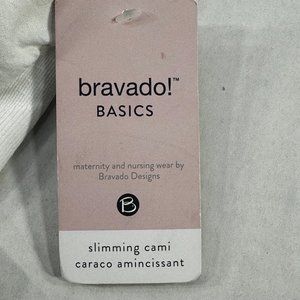 bravado!™
BASICS
maternity and nursing wear by
Bravado Designs
B
slimming cami
caraco amincissant